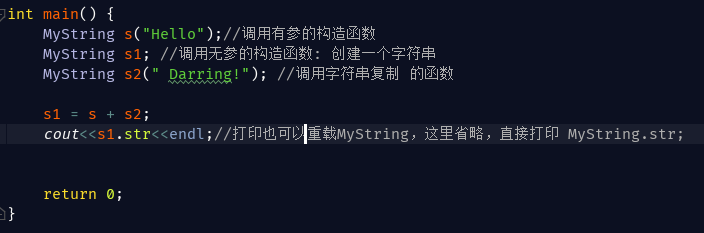 int main() {
MyString s("Hello");//调用有参的构造函数
MyString s1; //调用无参的构造函数: 创建一个字符串
MyString s2(" Darring!"); //调用字符串复制 的函数
s1 = s + s2;
cout<<s1.str<<endl;//打印也可以重载MyString，这里省略，直接打印 MyString.str;
return 0;
}